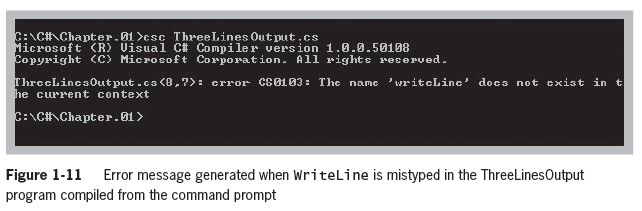 C:\C#\Chapter.01>csc ThreeLinesOutput.cs
Microsoft (R) Visual C# Compiler version 1.0.0.50108
Copyright (C) Microsoft Corporation. All rights reserved.
ThreeLinesOutput.cs(8,7): error CS0103: The name 'writeLine' does not exist in t
he current context
C:\C#\Chapter.01>
Figure 1-11 Error message generated when WriteLine is mistyped in the ThreeLinesOutput
program compiled from the command prompt